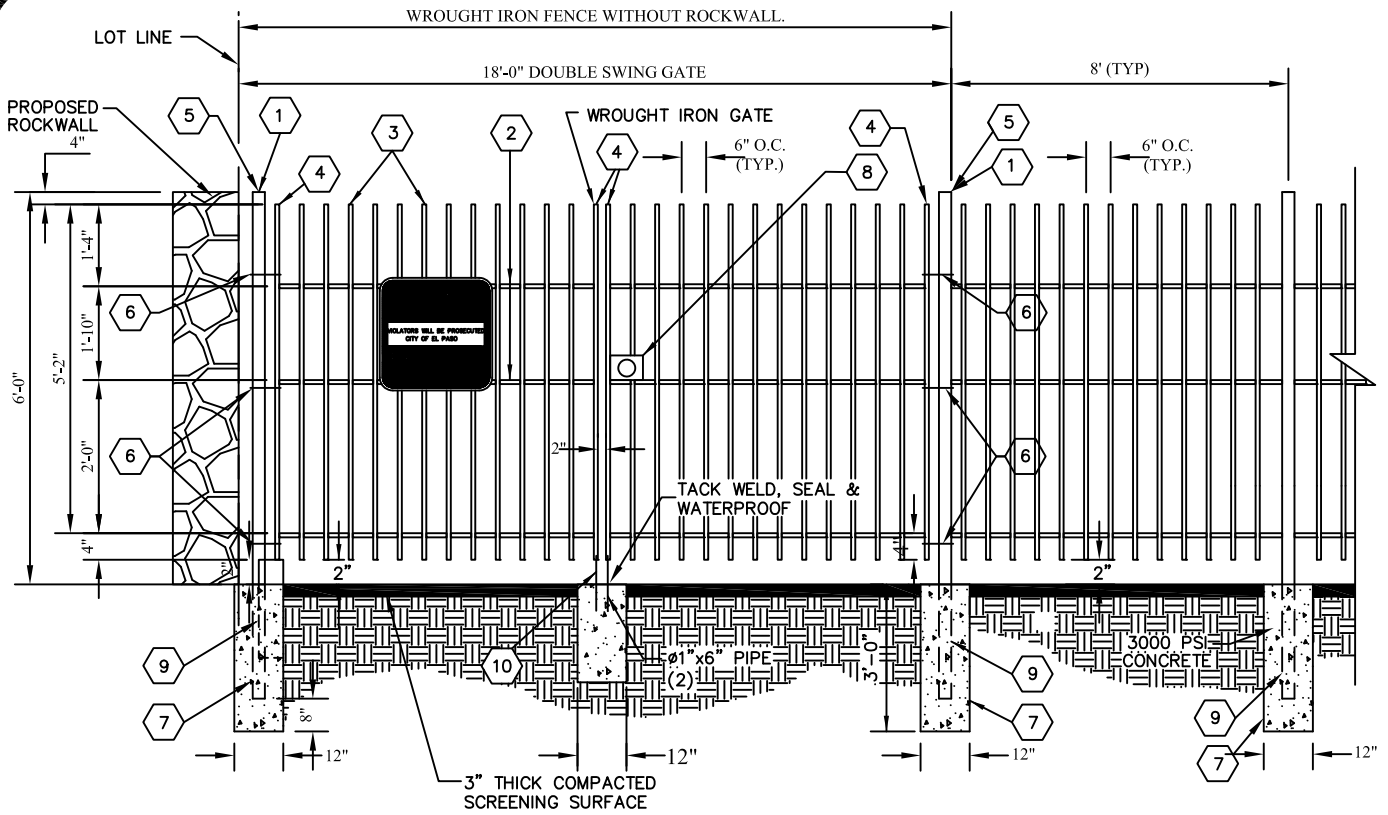 WROUGHT IRON FENCE WITHOUT ROCKWALL.
LOT LINE
18'-0" DOUBLE SWING GATE
8' (TYP)
PROPOSED
ROCKWALL
4"
5
1
3
2
WROUGHT IRON GATE
4
4
4
6" O.C.
(TYP.)
8
5
1
6" O.C.
(TYP.)
1'-4"
6
1'-10"
5'-2"
6'-0"
VIOLATORS WILL BE PROSECUTED
CITY OF EL PASO
6
6
2'-0"
2"
6
TACK WELD, SEAL &
WATERPROOF
4"
4"
2"
2"
2"
9
10
ø1"x6" PIPE
(2)
3'-0"
9
3000 PSI
CONCRETE
7
8"
7
9
7
12"
12"
12"
12"
3" THICK COMPACTED
SCREENING SURFACE